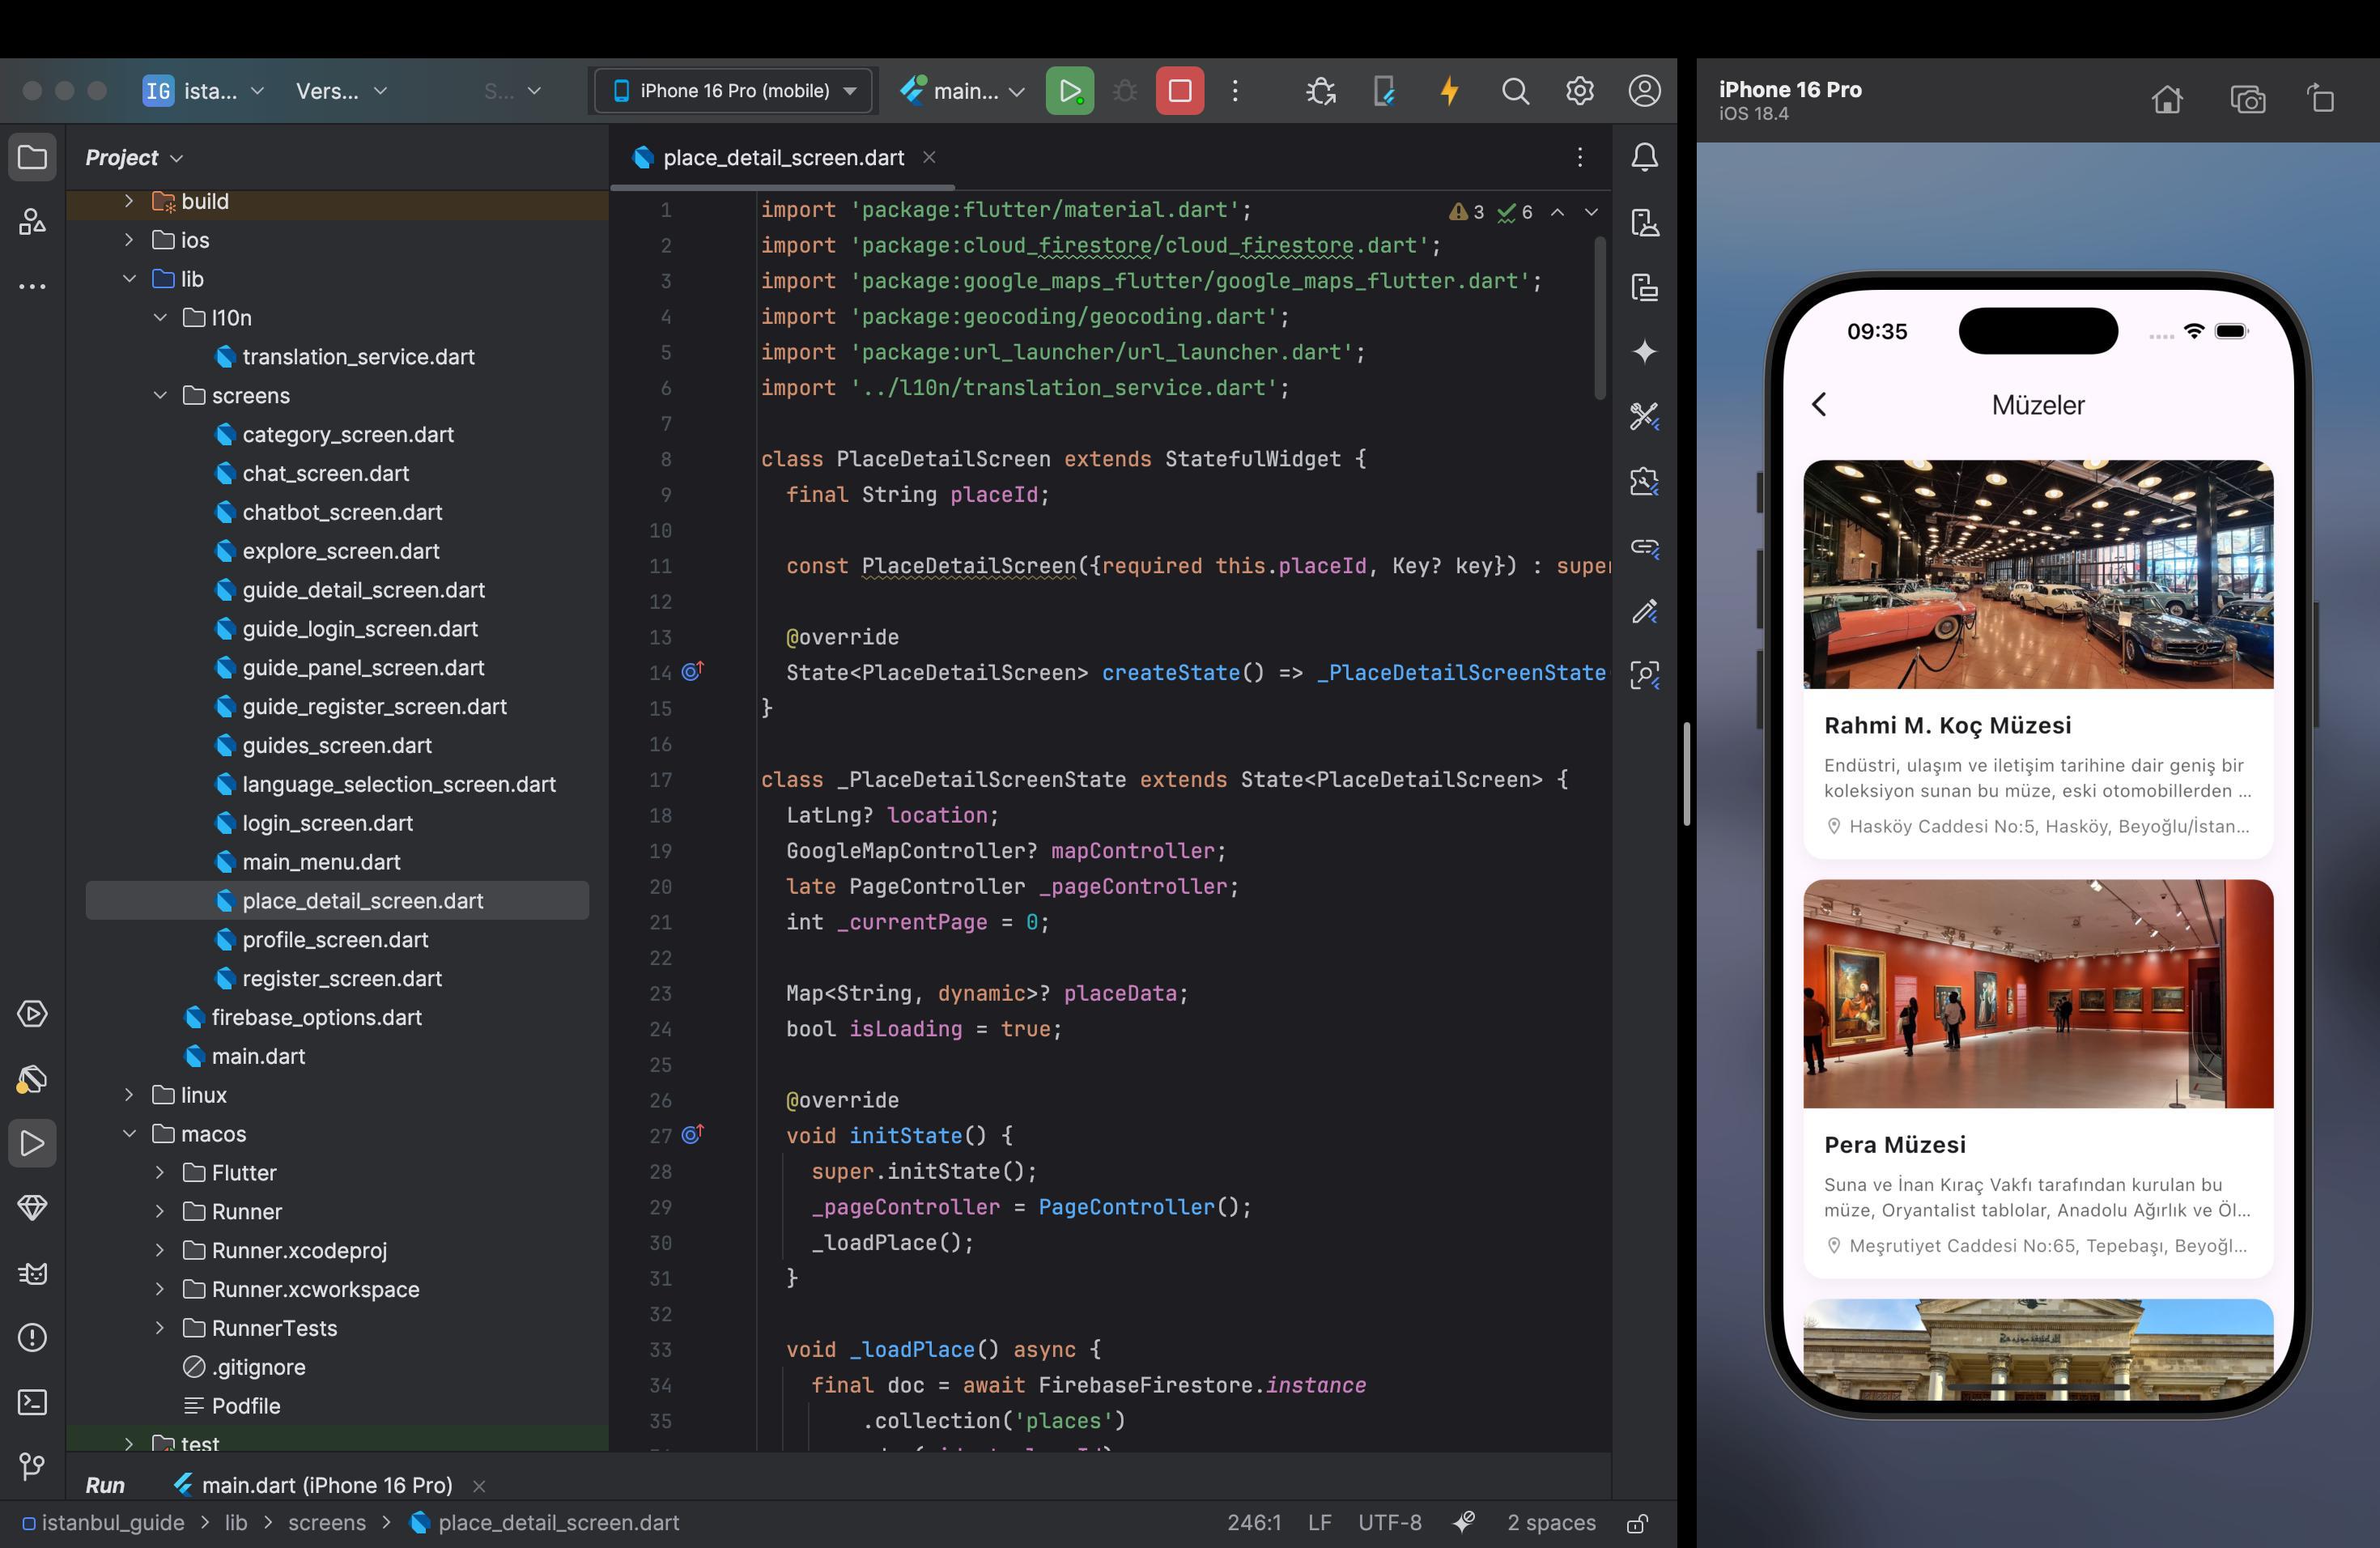 IG ista...
Vers...
S...
iPhone 16 Pro (mobile)
main...
Project
build
ios
lib
l10n
translation_service.dart
screens
category_screen.dart
chat_screen.dart
chatbot_screen.dart
explore_screen.dart
guide_detail_screen.dart
guide_login_screen.dart
guide_panel_screen.dart
guide_register_screen.dart
guides_screen.dart
language_selection_screen.dart
login_screen.dart
main_menu.dart
place_detail_screen.dart
profile_screen.dart
register_screen.dart
firebase_options.dart
main.dart
linux
macos
Flutter
Runner
Runner.xcodeproj
Runner.xcworkspace
RunnerTests
.gitignore
Podfile
test
place_detail_screen.dart
3 6
1 import 'package:flutter/material.dart';
2 import 'package:cloud_firestore/cloud_firestore.dart';
3 import 'package:google_maps_flutter/google_maps_flutter.dart';
4 import 'package:geocoding/geocoding.dart';
5 import 'package:url_launcher/url_launcher.dart';
6 import '../l10n/translation_service.dart';
7
8 class PlaceDetailScreen extends StatefulWidget {
9 final String placeId;
10
11 const PlaceDetailScreen({required this.placeId, Key? key}) : super
12
13 @override
14 State<PlaceDetailScreen> createState() => _PlaceDetailScreenState
15 }
16
17 class _PlaceDetailScreenState extends State<PlaceDetailScreen> {
18 LatLng? location;
19 GoogleMapController? mapController;
20 late PageController _pageController;
21 int _currentPage = 0;
22
23 Map<String, dynamic>? placeData;
24 bool isLoading = true;
25
26 @override
27 void initState() {
28 super.initState();
29 _pageController = PageController();
30 _loadPlace();
31 }
32
33 void _loadPlace() async {
34 final doc = await FirebaseFirestore.instance
35 .collection('places')
Run
main.dart (iPhone 16 Pro)
istanbul_guide > lib > screens > place_detail_screen.dart
246:1 LF UTF-8 2 spaces
iPhone 16 Pro
iOS 18.4
09:35
Müzeler
Rahmi M. Koç Müzesi
Endüstri, ulaşım ve iletişim tarihine dair geniş bir
koleksiyon sunan bu müze, eski otomobillerden ...
Hasköy Caddesi No:5, Hasköy, Beyoğlu/İstan...
Pera Müzesi
Suna ve İnan Kıraç Vakfı tarafından kurulan bu
müze, Oryantalist tablolar, Anadolu Ağırlık ve Öl...
Meşrutiyet Caddesi No:65, Tepebaşı, Beyoğl...